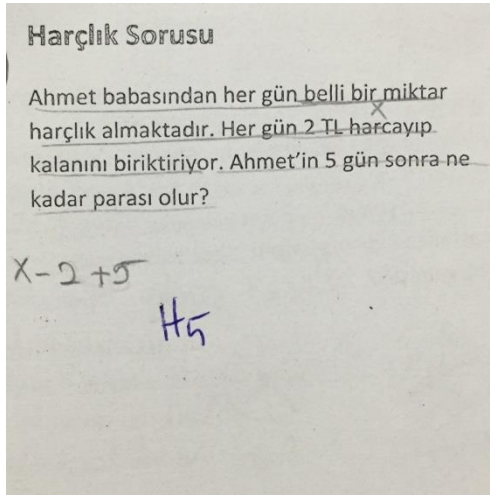 Harçlık Sorusu
Ahmet babasından her gün belli bir miktar
x
harçlık almaktadır. Her gün 2 TL harcayıp
kalanını biriktiriyor. Ahmet'in 5 gün sonra ne
kadar parası olur?
x-2+5
H5